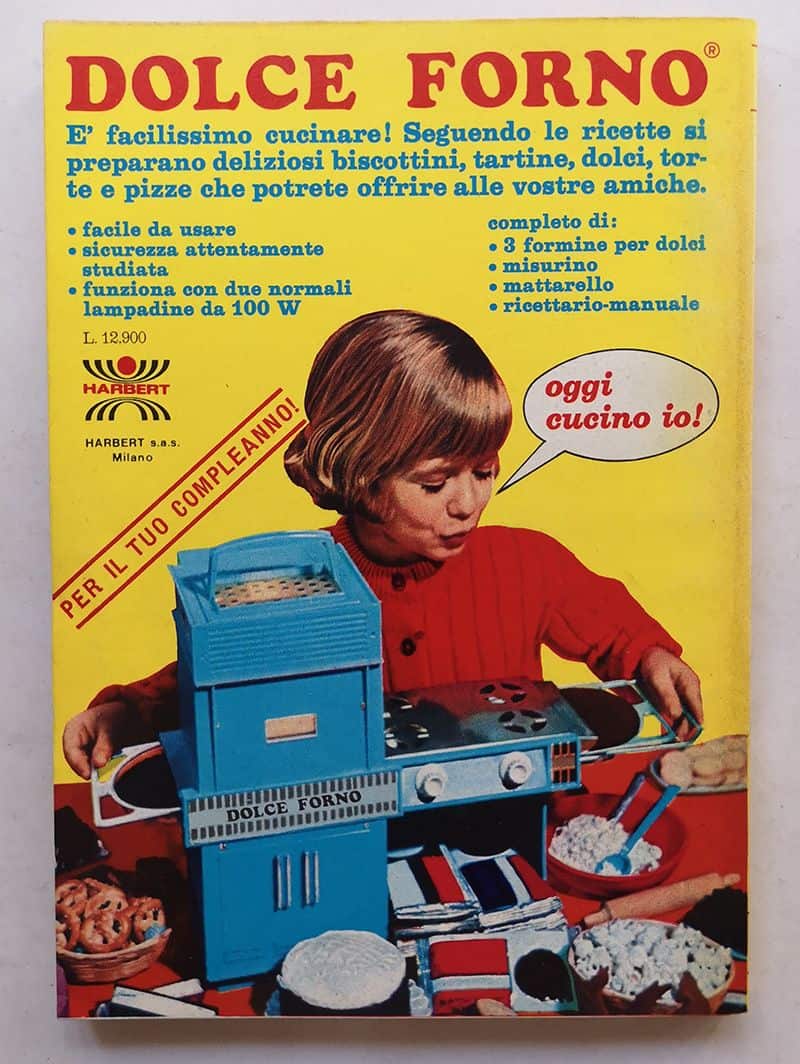 DOLCE FORNO®
E' facilissimo cucinare! Seguendo le ricette si
preparano deliziosi biscottini, tartine, dolci, tor-
te e pizze che potrete offrire alle vostre amiche.
• facile da usare
• sicurezza attentamente
studiata
• funziona con due normali
lampadine da 100 W
completo di:
• 3 formine per dolci
• misurino
• mattarello
• ricettario-manuale
L. 12.900
HARBERT
HARBERT s.a.s.
Milano
PER IL TUO COMPLEANNO!
oggi
cucino io!
DOLCE FORNO